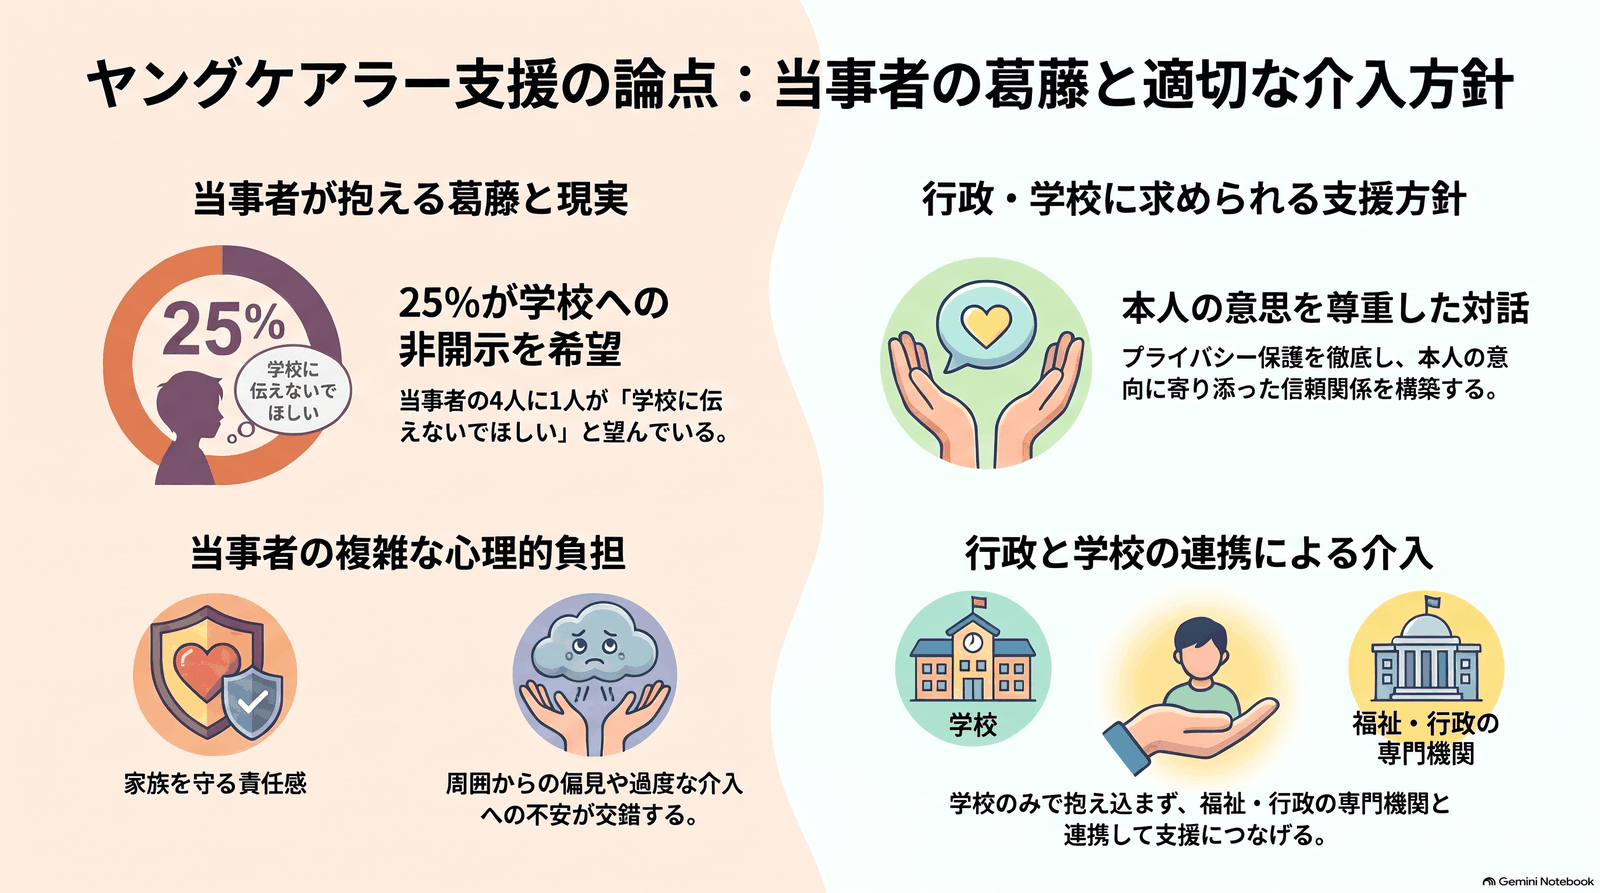 ヤングケアラー支援の論点：当事者の葛藤と適切な介入方針
当事者が抱える葛藤と現実
25%
学校に
伝えないで
ほしい
25%が学校への
非開示を希望
当事者の4人に1人が「学校に伝
えないでほしい」と望んでいる。
当事者の複雑な心理的負担
家族を守る責任感
周囲からの偏見や過度な介入
への不安が交錯する。
行政・学校に求められる支援方針
本人の意思を尊重した対話
プライバシー保護を徹底し、本人の意
向に寄り添った信頼関係を構築する。
行政と学校の連携による介入
学校
福祉・行政の
専門機関
学校のみで抱え込まず、福祉・行政の専門機関と
連携して支援につなげる。
Gemini Notebook